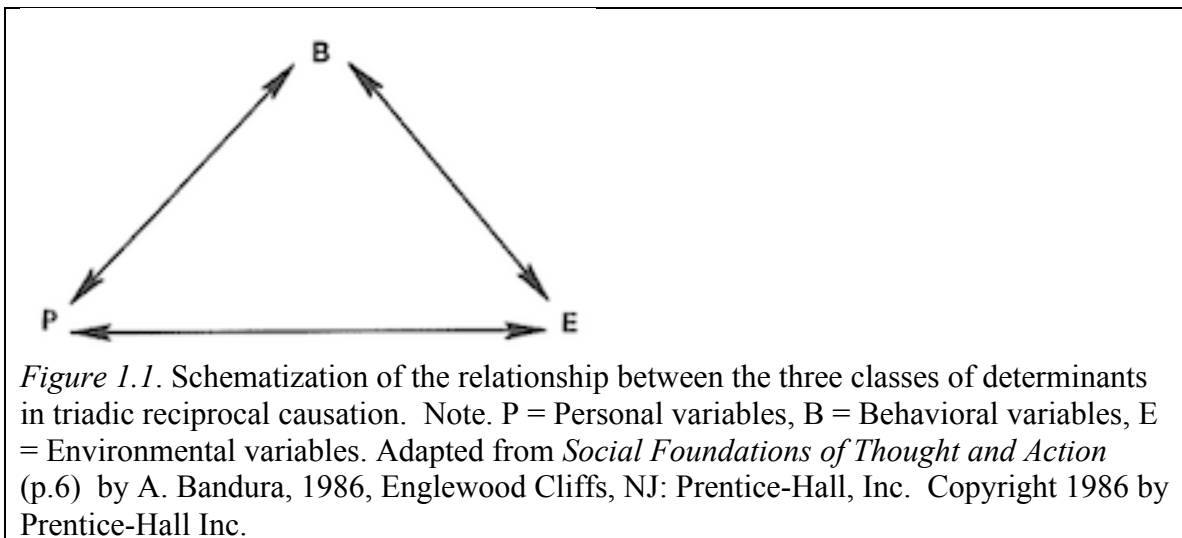 B
P
E
Figure 1.1. Schematization of the relationship between the three classes of determinants
in triadic reciprocal causation. Note. P = Personal variables, B = Behavioral variables, E
= Environmental variables. Adapted from Social Foundations of Thought and Action
(p.6) by A. Bandura, 1986, Englewood Cliffs, NJ: Prentice-Hall, Inc. Copyright 1986 by
Prentice-Hall Inc.